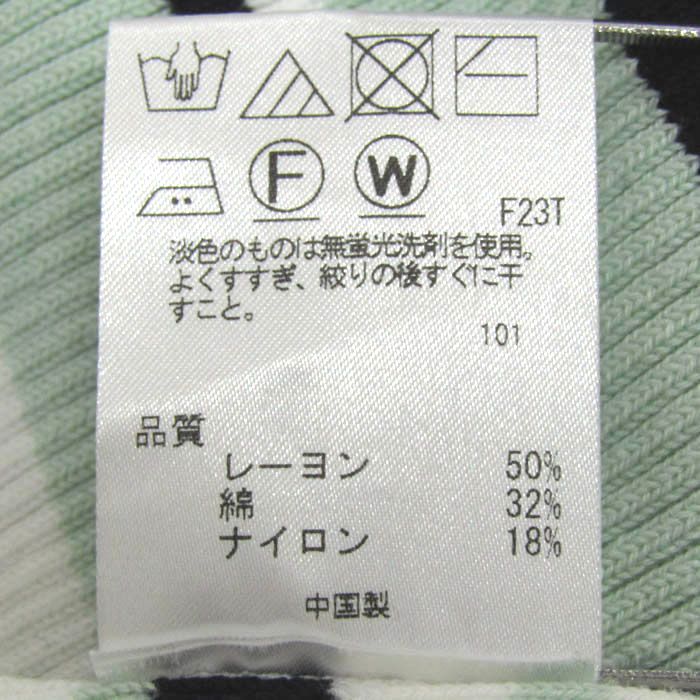 F W F23T
淡色のものは無蛍光洗剤を使用。
よくすすぎ、絞りの後すぐに干
すこと。
101
品質
レーヨン 50%
綿 32%
ナイロン 18%
中国製